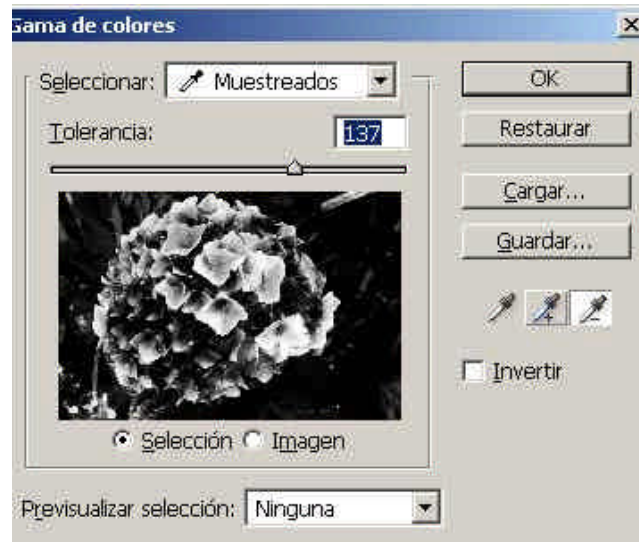 Gama de colores
Seleccionar: Muestreados
OK
Tolerancia: 137
Restaurar
Cargar...
Guardar...
Invertir
Selección Imagen
Previsualizar selección: Ninguna